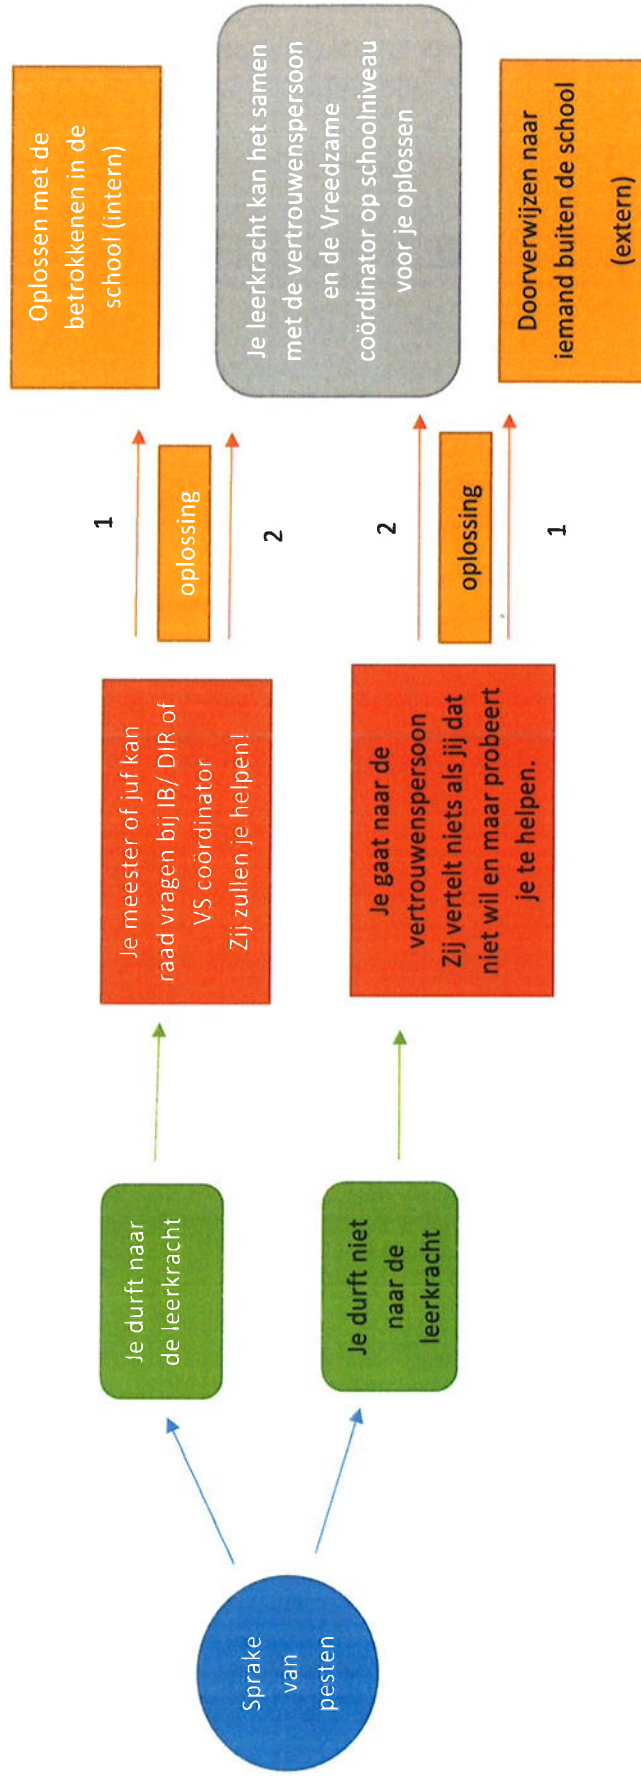 Sprake
van
pesten
Je durft naar
de leerkracht
Je durft niet
naar de
leerkracht
Je meester of juf kan
raad vragen bij IB/ DIR of
VS coördinator
Zij zullen je helpen!
Je gaat naar de
vertrouwenspersoon
Zij vertelt niets als jij dat
niet wil en maar probeert
je te helpen.
1
oplossing
2
2
oplossing
1
Oplossen met de
betrokkenen in de
school (intern)
Je leerkracht kan het samen
met de vertrouwenspersoon
en de Vreedzame
coördinator op schoolniveau
voor je oplossen
Doorverwijzen naar
iemand buiten de school
(extern)